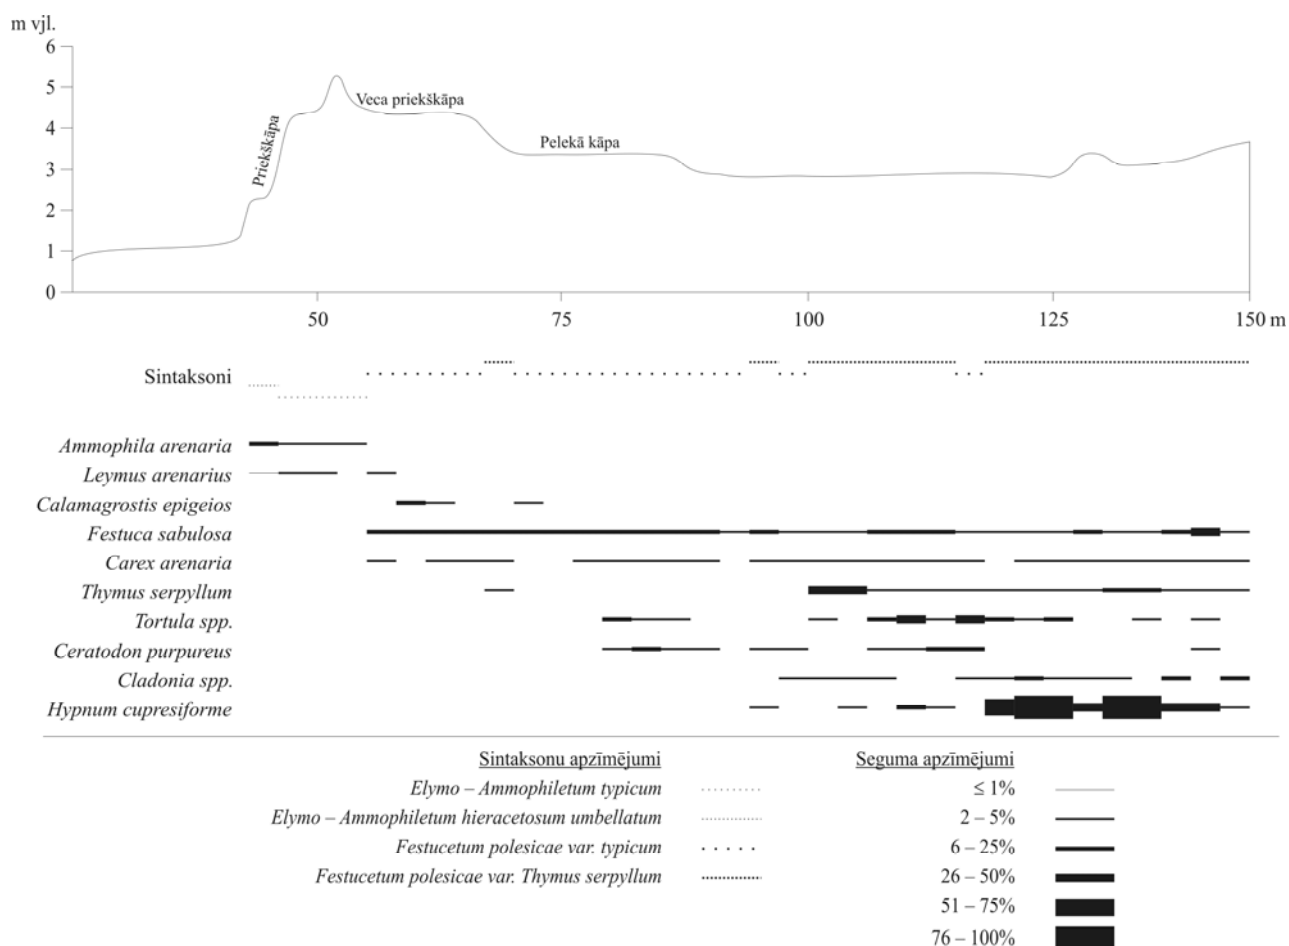 m vjl.
6
5
4
3
2
1
0
Priekškāpa
Veca priekškāpa
Pelekā kāpa
50 75 100 125 150 m
Sintaksoni
Ammophila arenaria
Leymus arenarius
Calamagrostis epigeios
Festuca sabulosa
Carex arenaria
Thymus serpyllum
Tortula spp.
Ceratodon purpureus
Cladonia spp.
Hypnum cupresiforme
Sintaksonu apzīmējumi
Elymo – Ammophiletum typicum
Elymo – Ammophiletum hieracetosum umbellatum
Festucetum polesicae var. typicum
Festucetum polesicae var. Thymus serpyllum
Seguma apzīmējumi
≤ 1%
2 – 5%
6 – 25%
26 – 50%
51 – 75%
76 – 100%